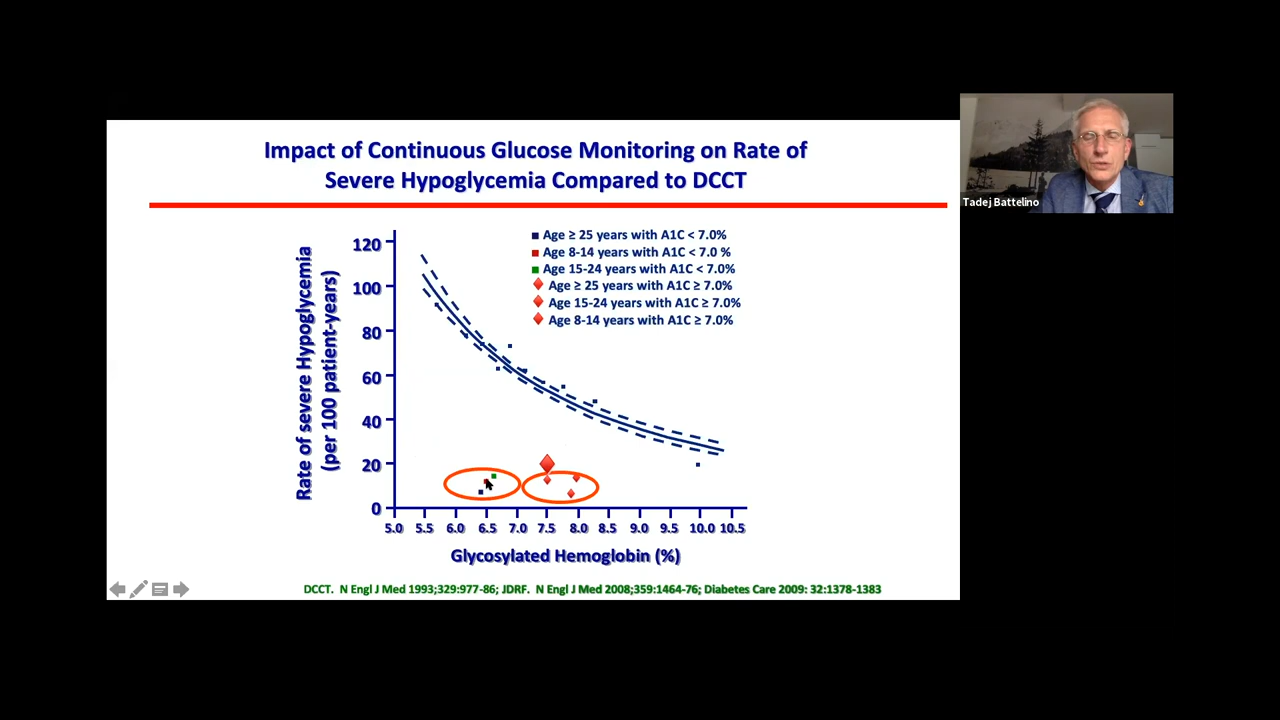 Impact of Continuous Glucose Monitoring on Rate of
Severe Hypoglycemia Compared to DCCT
Tadej Battelino
Rate of severe Hypoglycemia
(per 100 patient-years)
120
100
80
60
40
20
0
Age ≥ 25 years with A1C < 7.0%
Age 8-14 years with A1C < 7.0 %
Age 15-24 years with A1C < 7.0%
Age ≥ 25 years with A1C ≥ 7.0%
Age 15-24 years with A1C ≥ 7.0%
Age 8-14 years with A1C ≥ 7.0%
5.0 5.5 6.0 6.5 7.0 7.5 8.0 8.5 9.0 9.5 10.0 10.5
Glycosylated Hemoglobin (%)
DCCT. N Engl J Med 1993;329:977-86; JDRF. N Engl J Med 2008;359:1464-76; Diabetes Care 2009: 32:1378-1383